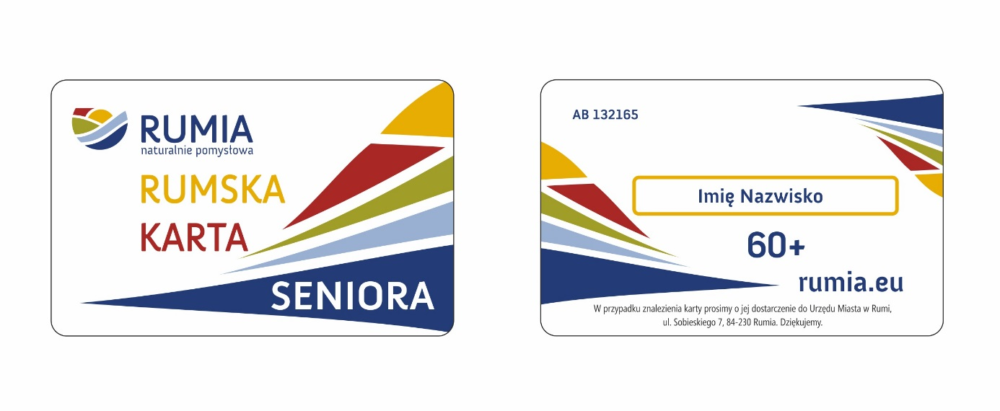 RUMIA
naturalnie pomysłowa
RUMSKA
KARTA
SENIORA
AB 132165
Imię Nazwisko
60+
rumia.eu
W przypadku znalezienia karty prosimy o jej dostarczenie do Urzędu Miasta w Rumi,
ul. Sobieskiego 7, 84-230 Rumia. Dziękujemy.